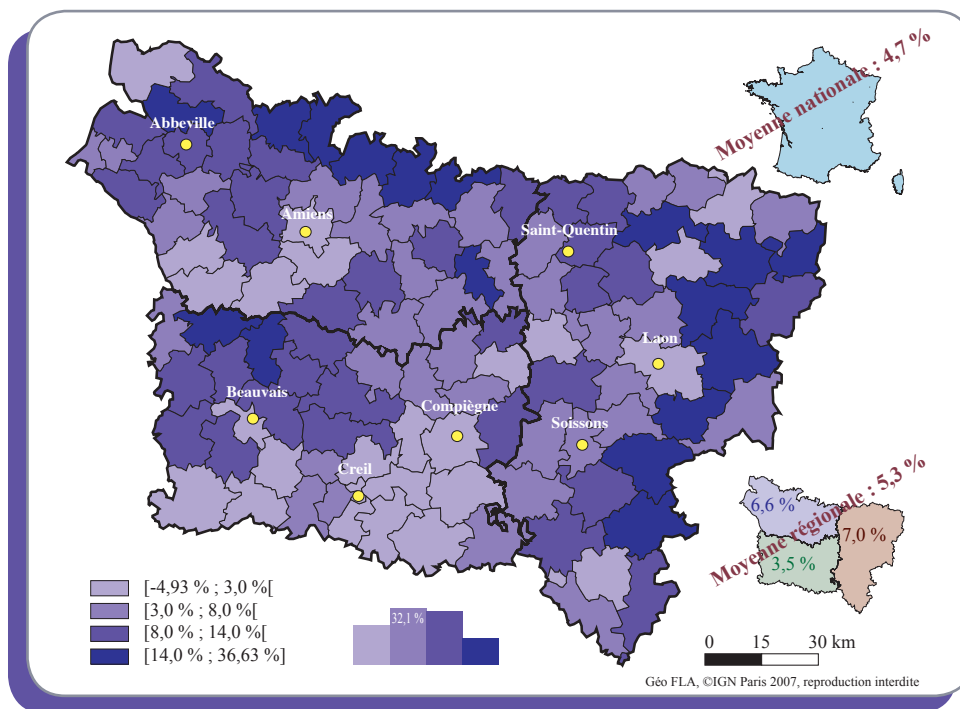 Moyenne nationale : 4,7 %
Abbeville
Amiens
Saint-Quentin
Laon
Beauvais
Compiègne
Soissons
Creil
Moyenne régionale : 5,3 %
6,6 %
7,0 %
3,5 %
[-4,93 % ; 3,0 %[
[3,0 % ; 8,0 %[
[8,0 % ; 14,0 %[
[14,0 % ; 36,63 %]
32,1 %
0 15 30 km
Géo FLA, ©IGN Paris 2007, reproduction interdite